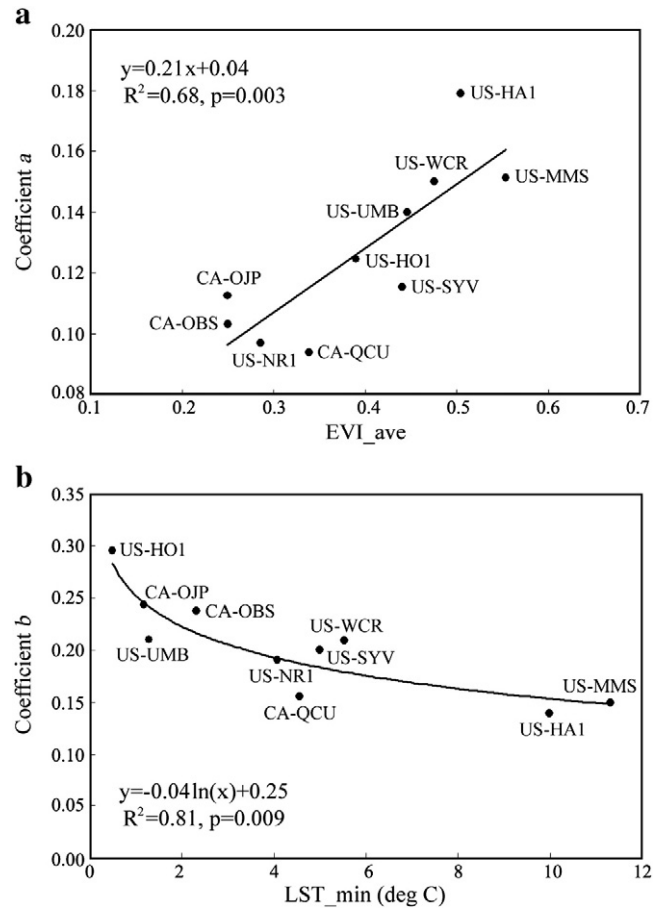 a
0.20
0.18
0.16
0.14
0.12
0.10
0.08
Coefficient a
y=0.21x+0.04
R²=0.68, p=0.003
US-HA1
US-WCR
US-MMS
US-UMB
US-HO1
US-SYV
CA-OJP
CA-OBS
US-NR1
CA-QCU
0.1 0.2 0.3 0.4 0.5 0.6 0.7
EVI_ave
b
0.35
0.30
0.25
0.20
0.15
0.10
0.05
0.00
Coefficient b
US-HO1
CA-OJP
CA-OBS
US-UMB
US-WCR
US-SYV
US-NR1
CA-QCU
US-MMS
US-HA1
y=-0.04ln(x)+0.25
R²=0.81, p=0.009
0 2 4 6 8 10 12
LST_min (deg C)